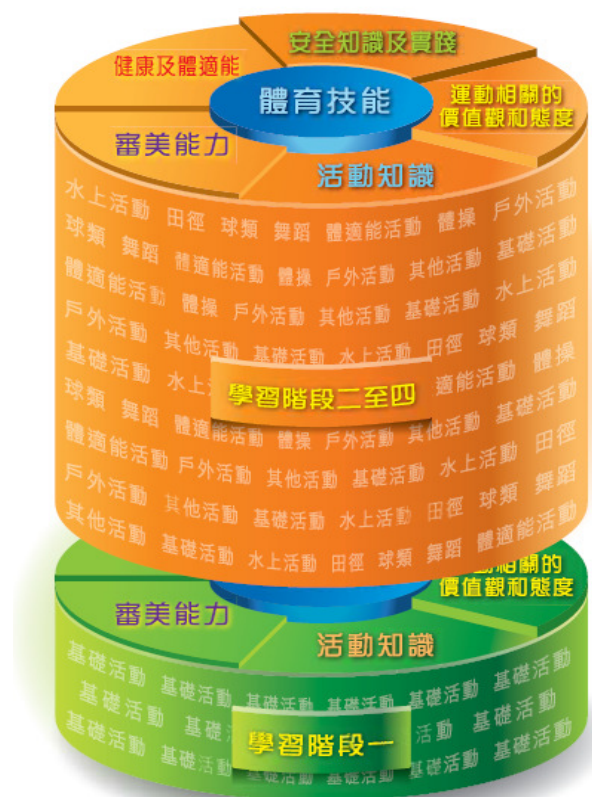 安全知識及實踐
健康及體適能
體育技能
運動相關的
價值觀和態度
審美能力
活動知識
水上活動 田徑 球類 舞蹈 體適能活動 體操 戶外活動
球類 舞蹈 體適能活動 體操 戶外活動 其他活動 基礎活動
體適能活動 體操 戶外活動 其他活動 基礎活動 水上活動
戶外活動 其他活動 基礎活動 水上活動 田徑 球類 舞蹈
基礎活動 水上 適能活動 體操
學習階段二至四
球類 舞蹈 體適能活動 體操 戶外活動 其他活動 基礎活動
體適能活動 戶外活動 其他活動 基礎活動 水上活動 田徑
戶外活動 其他活動 基礎活動 水上活動 田徑 球類 舞蹈
其他活動 基礎活動 水上活動 田徑 球類 舞蹈 體適能活動
動相關的
價值觀和態度
審美能力
活動知識
基礎活動 基礎活動 基礎活動 基礎活動 基礎活動 基礎活動
基礎活動 基礎 活動 基礎活動 基礎活動
學習階段一
基礎活動 基礎活動 基礎活動 基礎活動 基礎活動 基礎活動